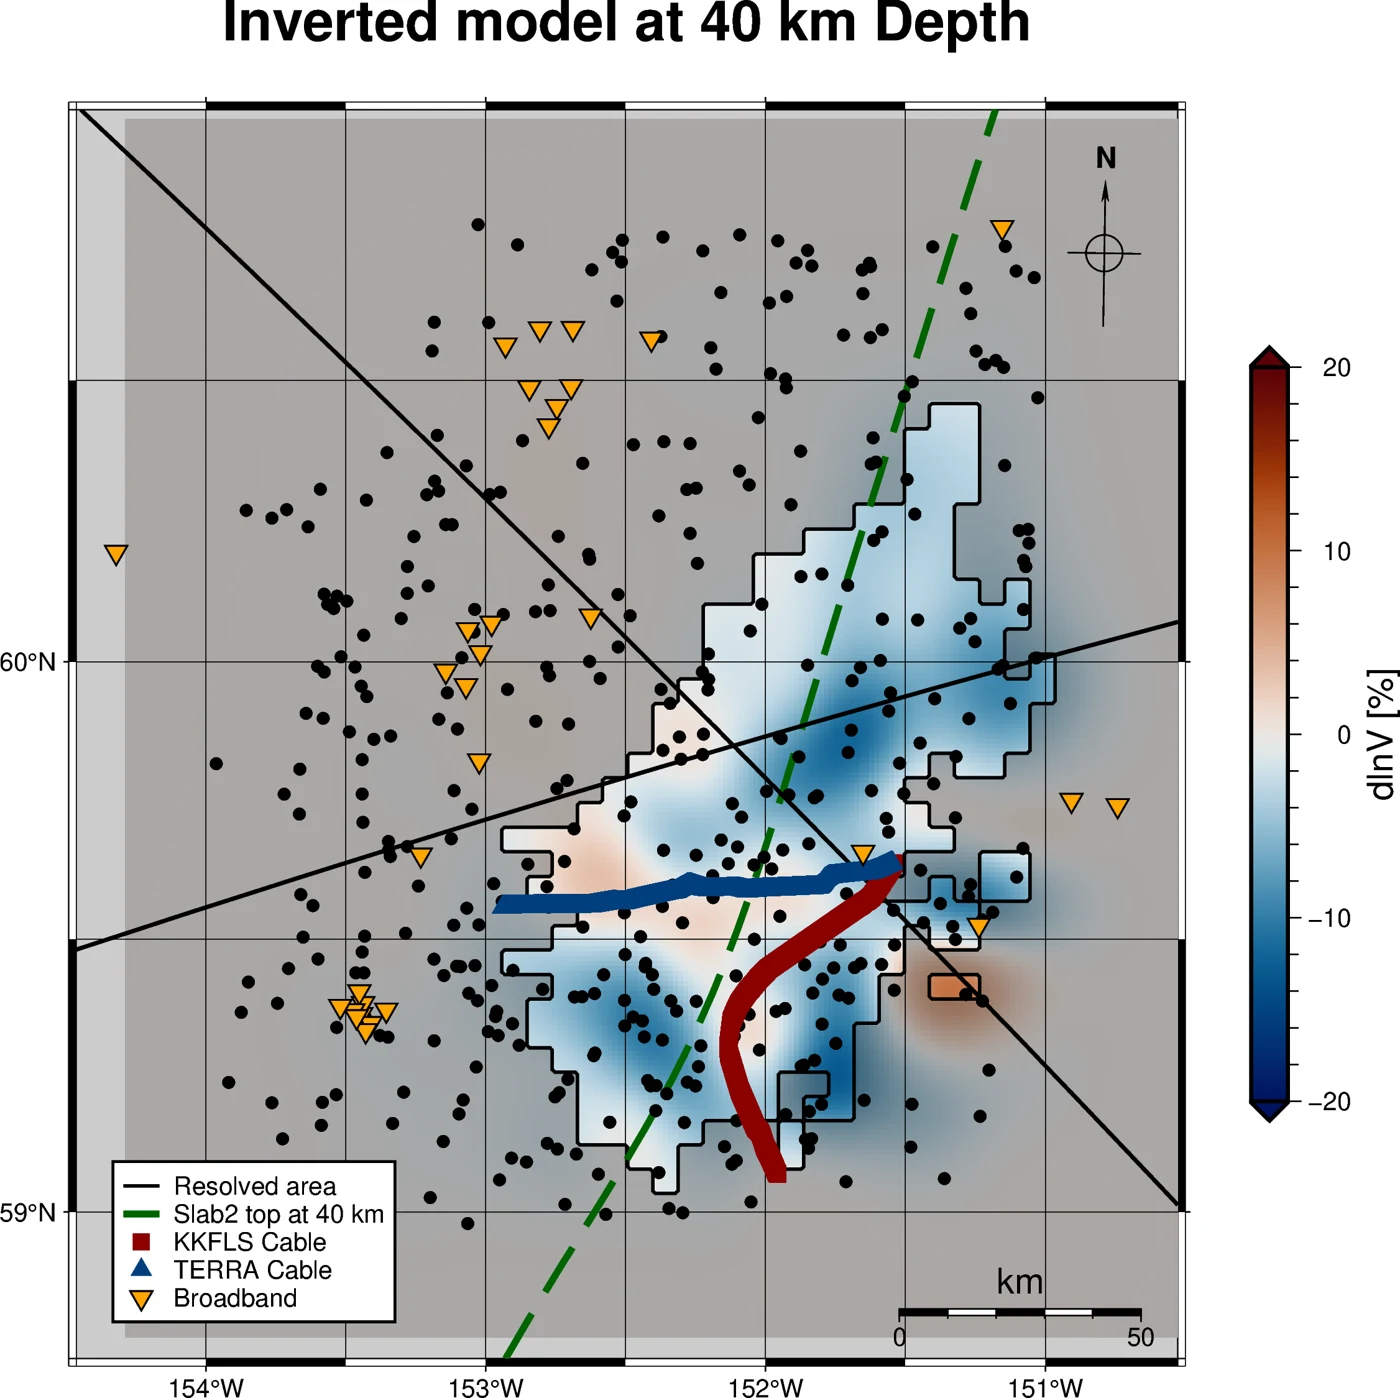 Inverted model at 40 km Depth
N
60°N
59°N
154°W
153°W
152°W
151°W
Resolved area
Slab2 top at 40 km
KKFLS Cable
TERRA Cable
Broadband
km
0
50
20
10
0
−10
−20
dlnV [%]